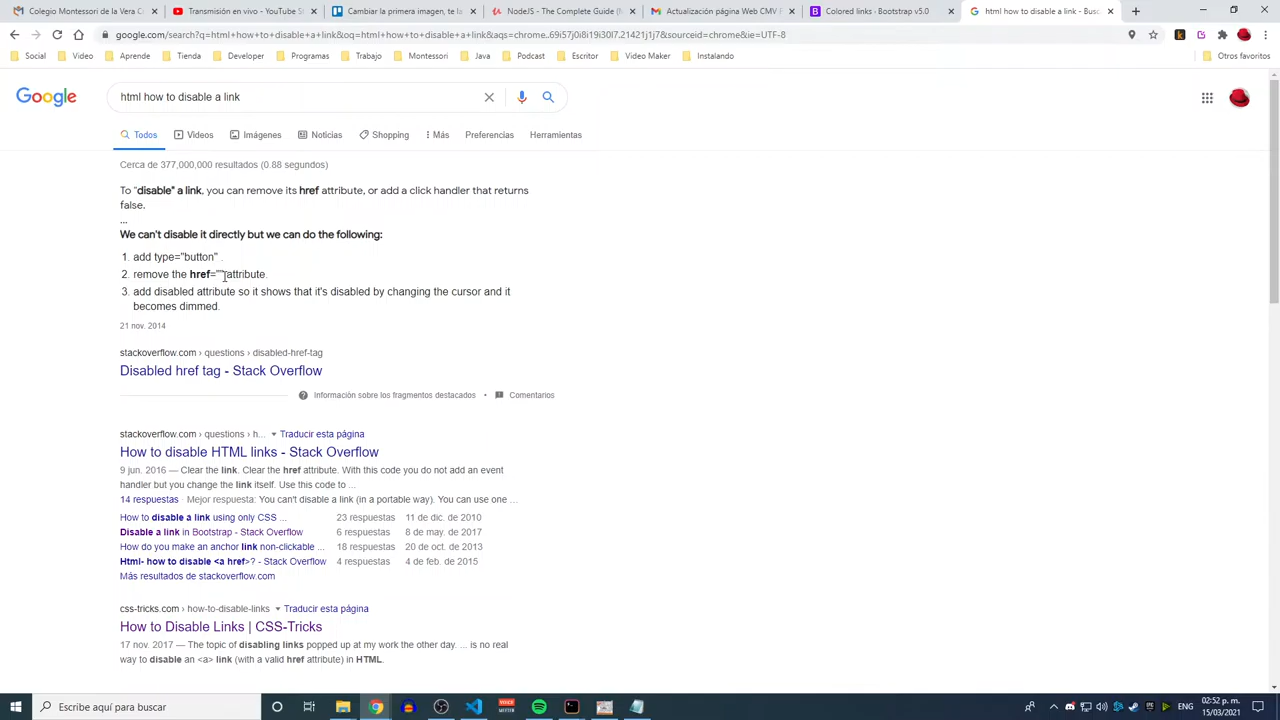 Colegio Montessori del Mar
Transmisión en vivo - YouTube St
Cambiar la primera imagen, te la
NodeJS - The Complete Guide (M
Actualización página Web CMV E
Colored links · Bootstrap v5.0
html how to disable a link - Busc
google.com/search?q=html+how+to+disable+a+link&oq=html+how+to+disable+a+link&aqs=chrome..69i57j0i8i19i30l7.21421j1j7&sourceid=chrome&ie=UTF-8
Social
Video
Aprende
Tienda
Developer
Programas
Trabajo
Montessori
Java
Podcast
Escritor
Video Maker
Instalando
Otros favoritos
Google
html how to disable a link
Todos
Videos
Imágenes
Noticias
Shopping
Más
Preferencias
Herramientas
Cerca de 377,000,000 resultados (0.88 segundos)
To "disable" a link, you can remove its href attribute, or add a click handler that returns
false.
...
We can't disable it directly but we can do the following:
1. add type="button" .
2. remove the href="" attribute.
3. add disabled attribute so it shows that it's disabled by changing the cursor and it
becomes dimmed.
21 nov. 2014
stackoverflow.com › questions › disabled-href-tag
Disabled href tag - Stack Overflow
Información sobre los fragmentos destacados • Comentarios
stackoverflow.com › questions › h... Traducir esta página
How to disable HTML links - Stack Overflow
9 jun. 2016 — Clear the link. Clear the href attribute. With this code you do not add an event
handler but you change the link itself. Use this code to ...
14 respuestas · Mejor respuesta: You can't disable a link (in a portable way). You can use one ...
How to disable a link using only CSS ... 23 respuestas 11 de dic. de 2010
Disable a link in Bootstrap - Stack Overflow 6 respuestas 8 de may. de 2017
How do you make an anchor link non-clickable ... 18 respuestas 20 de oct. de 2013
Html- how to disable <a href>? - Stack Overflow 4 respuestas 4 de feb. de 2015
Más resultados de stackoverflow.com
css-tricks.com › how-to-disable-links Traducir esta página
How to Disable Links | CSS-Tricks
17 nov. 2017 — The topic of disabling links popped up at my work the other day. ... is no real
way to disable an <a> link (with a valid href attribute) in HTML.
Escribe aquí para buscar
ENG
02:52 p. m.
15/03/2021